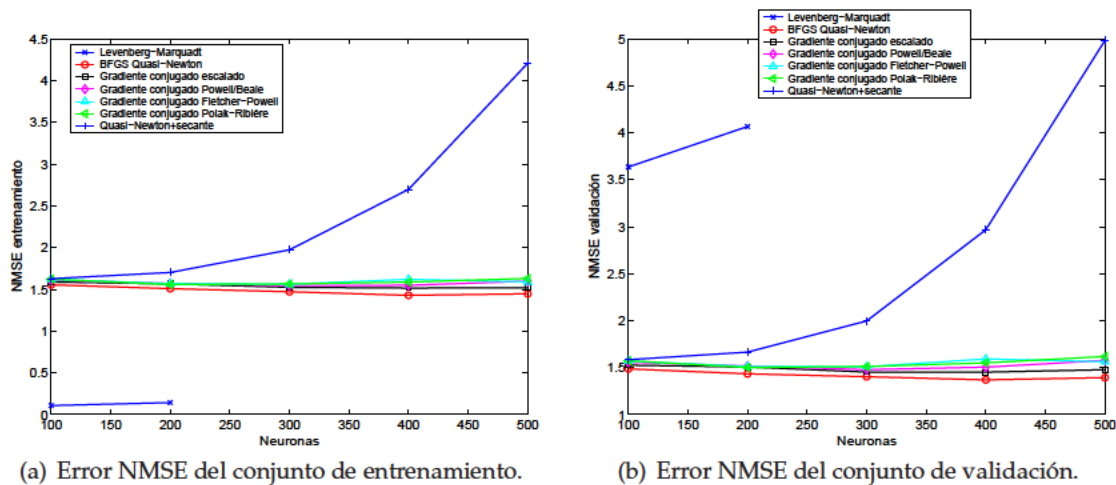 Levenberg-Marquadt
BFGS Quasi-Newton
Gradiente conjugado escalado
Gradiente conjugado Powell/Beale
Gradiente conjugado Fletcher-Powell
Gradiente conjugado Polak-Ribiére
Quasi-Newton+secante
4.5
4
3.5
3
2.5
2
1.5
1
0.5
0
NMSE entrenamiento
100 150 200 250 300 350 400 450 500
Neuronas
(a) Error NMSE del conjunto de entrenamiento.
Levenberg-Marquadt
BFGS Quasi-Newton
Gradiente conjugado escalado
Gradiente conjugado Powell/Beale
Gradiente conjugado Fletcher-Powell
Gradiente conjugado Polak-Ribiére
Quasi-Newton+secante
5
4.5
4
3.5
3
2.5
2
1.5
1
NMSE validación
100 150 200 250 300 350 400 450 500
Neuronas
(b) Error NMSE del conjunto de validación.